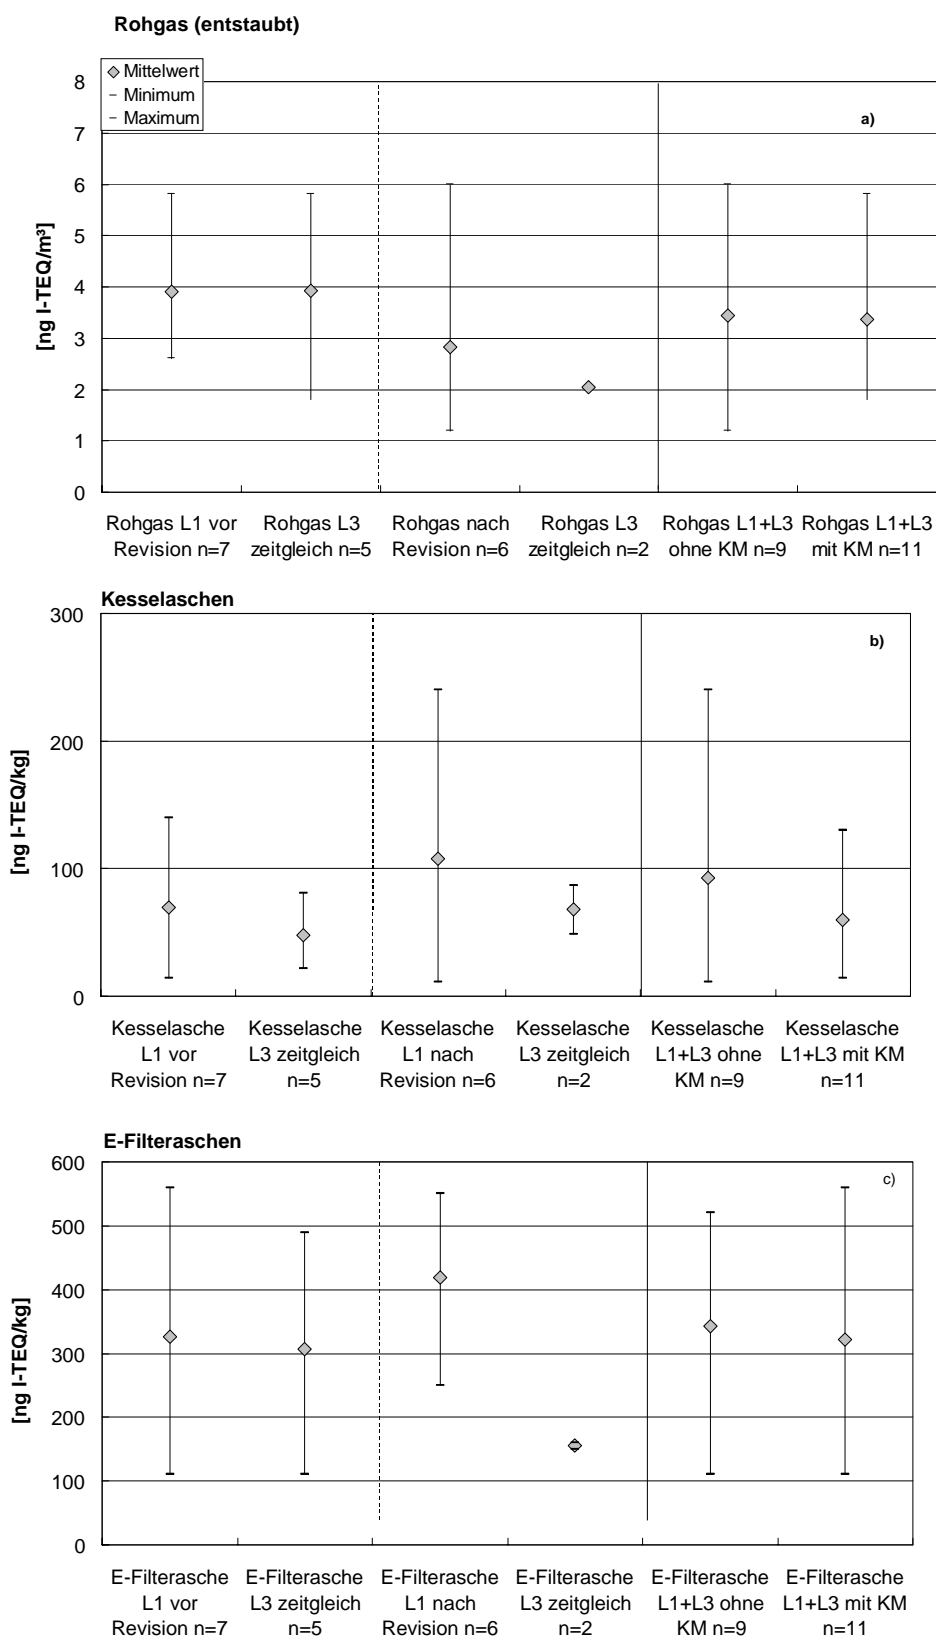 Rohgas (entstaubt)
Mittelwert
Minimum
Maximum
a)
[ng I-TEQ/m³]
8
7
6
5
4
3
2
1
0
Rohgas L1 vor
Revision n=7
Rohgas L3
zeitgleich n=5
Rohgas nach
Revision n=6
Rohgas L3
zeitgleich n=2
Rohgas L1+L3
ohne KM n=9
Rohgas L1+L3
mit KM n=11
Kesselaschen
b)
[ng I-TEQ/kg]
300
200
100
0
Kesselasche
L1 vor
Revision n=7
Kesselasche
L3 zeitgleich
n=5
Kesselasche
L1 nach
Revision n=6
Kesselasche
L3 zeitgleich
n=2
Kesselasche
L1+L3 ohne
KM n=9
Kesselasche
L1+L3 mit KM
n=11
E-Filteraschen
c)
[ng I-TEQ/kg]
600
500
400
300
200
100
0
E-Filterasche
L1 vor
Revision n=7
E-Filterasche
L3 zeitgleich
n=5
E-Filterasche
L1 nach
Revision n=6
E-Filterasche
L3 zeitgleich
n=2
E-Filterasche
L1+L3 ohne
KM n=9
E-Filterasche
L1+L3 mit KM
n=11